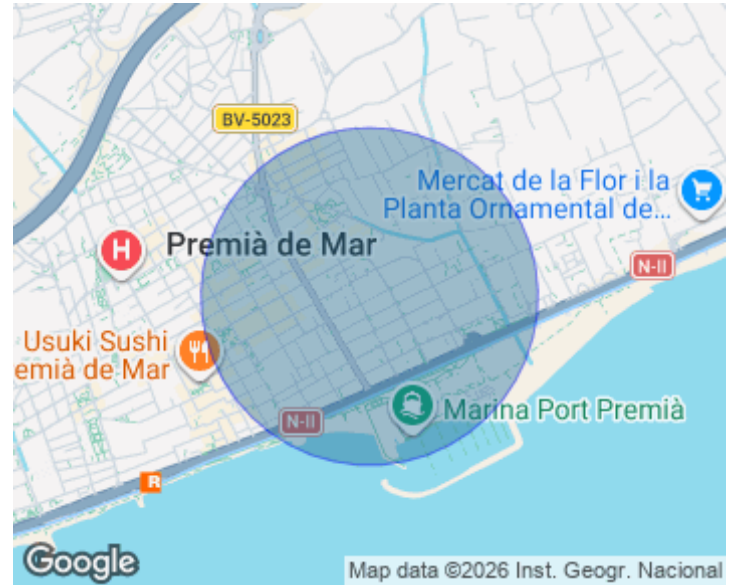 BV-5023
Mercat de la Flor i la
Planta Ornamental de...
H
Premià de Mar
N-II
Usuki Sushi
emià de Mar
Marina Port Premià
N-II
R
Google
Map data ©2026 Inst. Geogr. Nacional